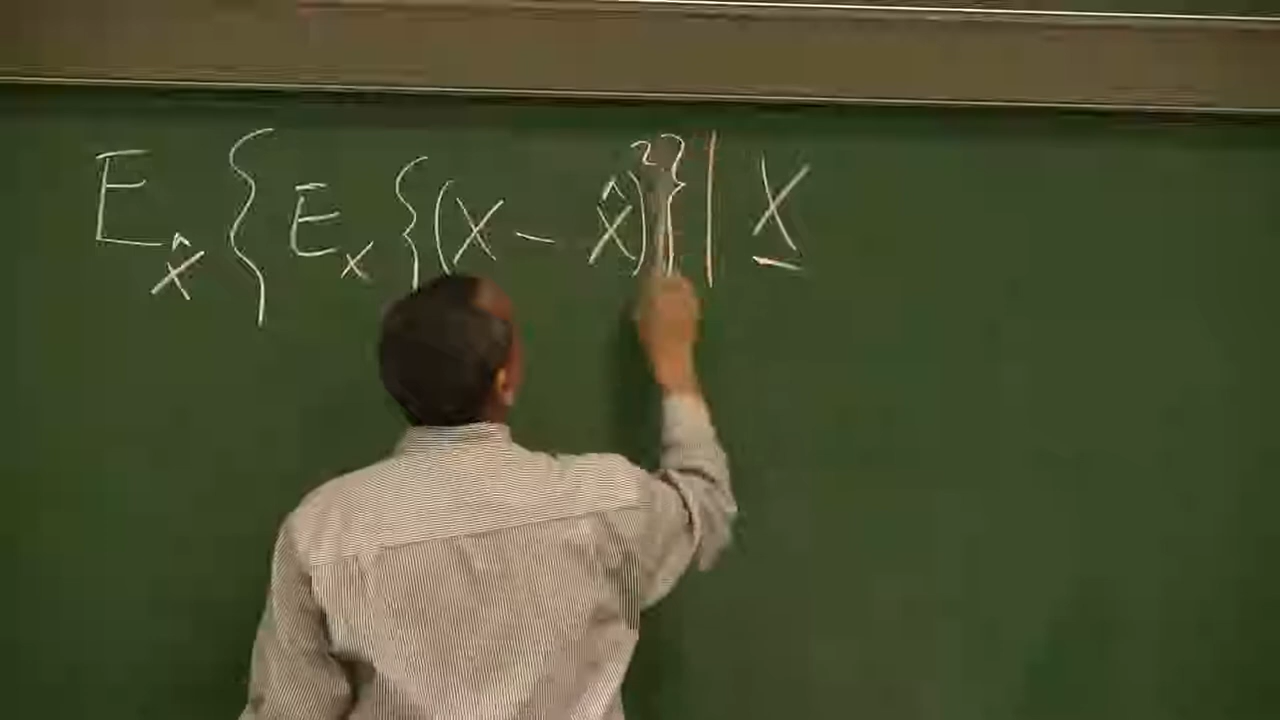 E_x̂ { E_x { (x - x̂)² } | X